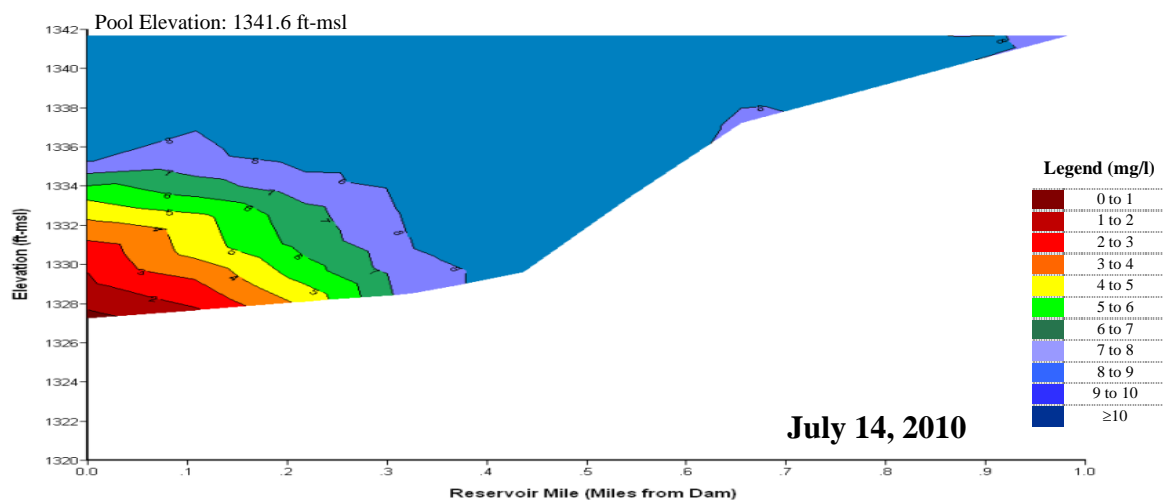 Pool Elevation: 1341.6 ft-msl
1342
1340
1338
1336
1334
1332
1330
1328
1326
1324
1322
1320
Elevation (ft-msl)
0.0 .1 .2 .3 .4 .5 .6 .7 .8 .9 1.0
Reservoir Mile (Miles from Dam)
July 14, 2010
Legend (mg/l)
0 to 1
1 to 2
2 to 3
3 to 4
4 to 5
5 to 6
6 to 7
7 to 8
8 to 9
9 to 10
≥10